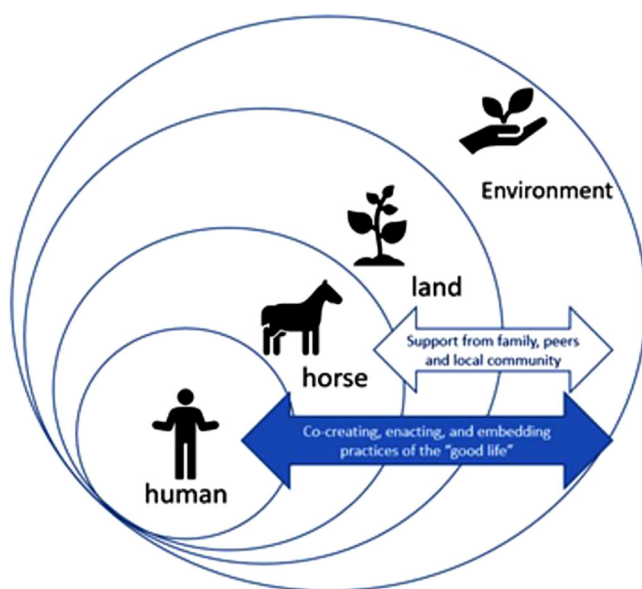 Environment
land
Support from family, peers
and local community
horse
Co-creating, enacting, and embedding
practices of the "good life"
human